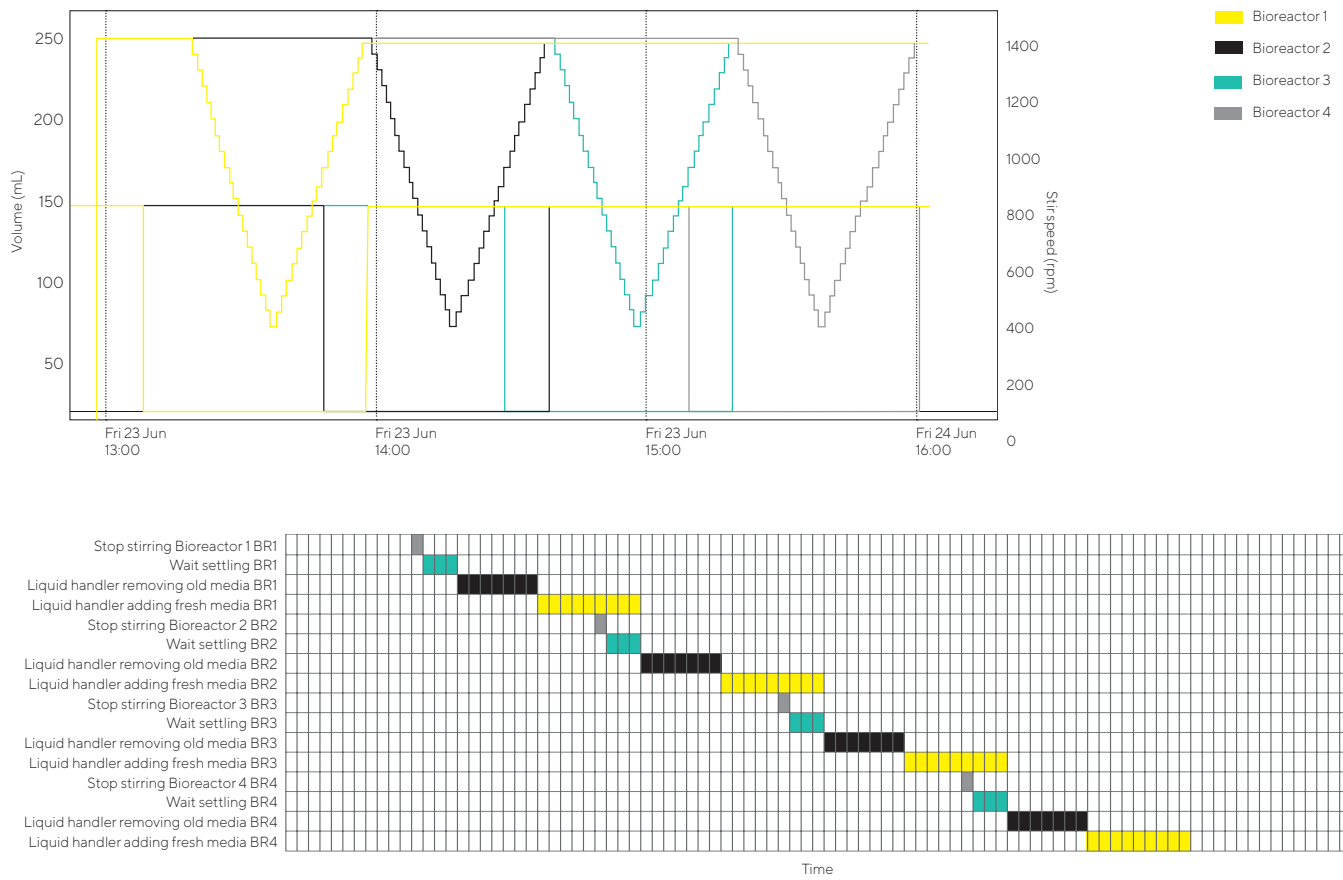 250
200
150
100
50
Volume (mL)
1400
1200
1000
800
600
400
200
0
Stir speed (rpm)
Fri 23 Jun
13:00
Fri 23 Jun
14:00
Fri 23 Jun
15:00
Fri 24 Jun
16:00
Bioreactor 1
Bioreactor 2
Bioreactor 3
Bioreactor 4
Stop stirring Bioreactor 1 BR1
Wait settling BR1
Liquid handler removing old media BR1
Liquid handler adding fresh media BR1
Stop stirring Bioreactor 2 BR2
Wait settling BR2
Liquid handler removing old media BR2
Liquid handler adding fresh media BR2
Stop stirring Bioreactor 3 BR3
Wait settling BR3
Liquid handler removing old media BR3
Liquid handler adding fresh media BR3
Stop stirring Bioreactor 4 BR4
Wait settling BR4
Liquid handler removing old media BR4
Liquid handler adding fresh media BR4
Time